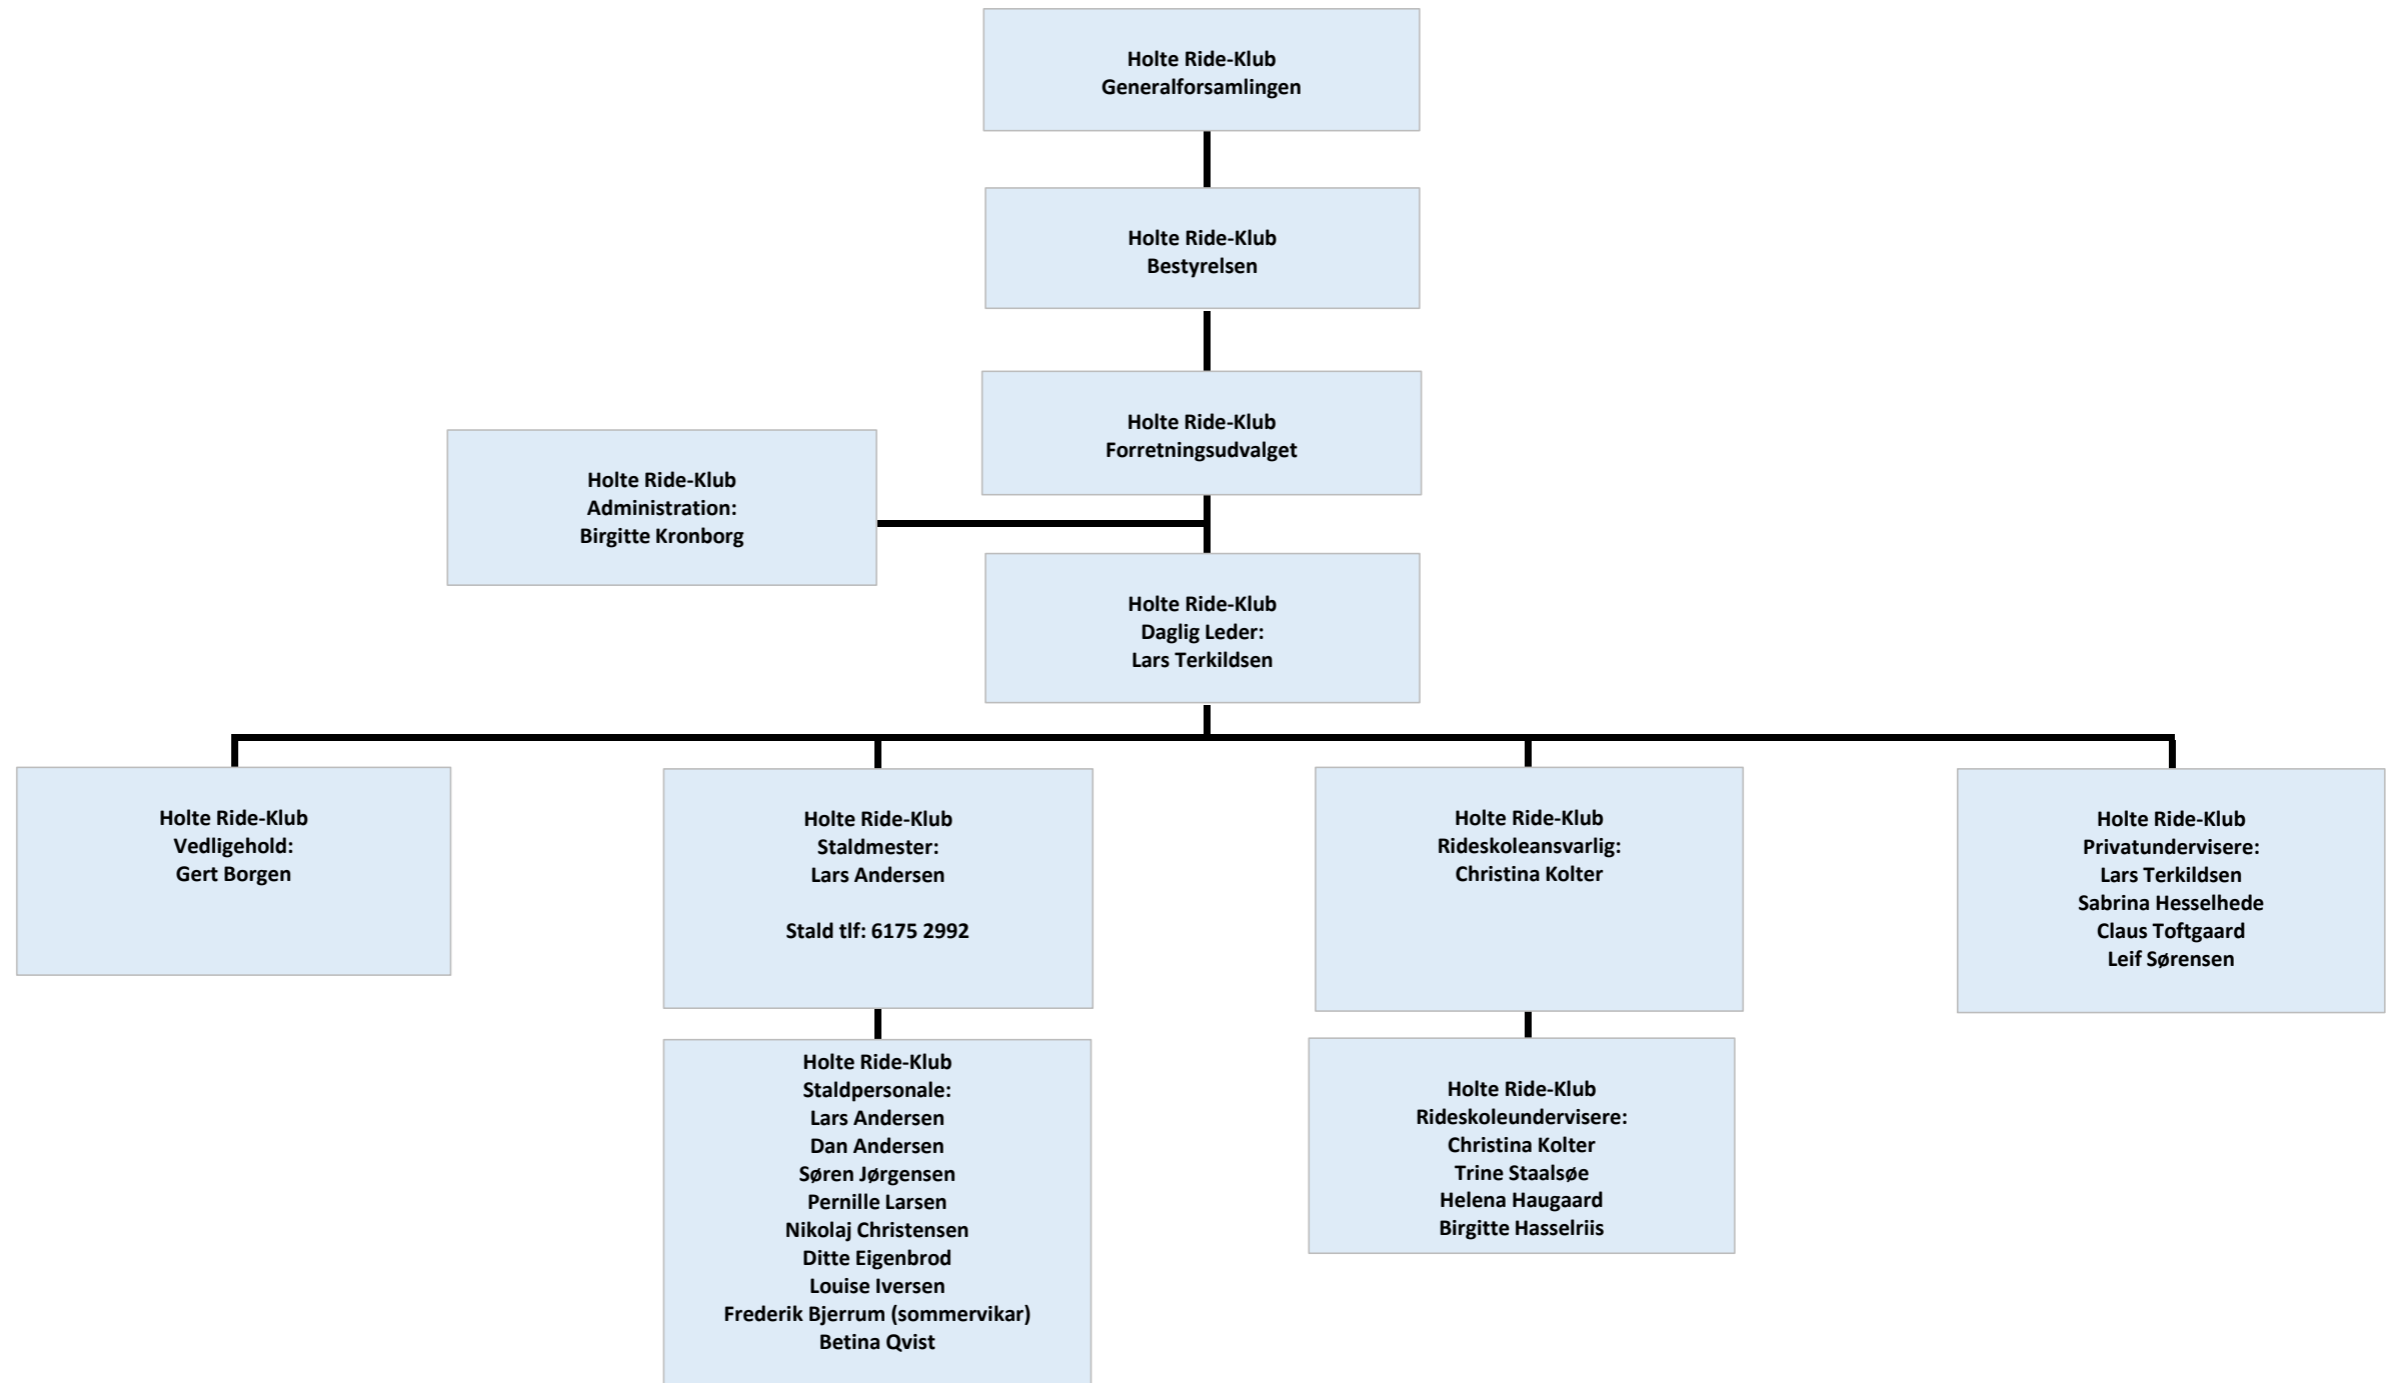 Holte Ride-Klub
Generalforsamlingen
Holte Ride-Klub
Bestyrelsen
Holte Ride-Klub
Forretningsudvalget
Holte Ride-Klub
Administration:
Birgitte Kronborg
Holte Ride-Klub
Daglig Leder:
Lars Terkildsen
Holte Ride-Klub
Vedligehold:
Gert Borgen
Holte Ride-Klub
Staldmester:
Lars Andersen
Stald tlf: 6175 2992
Holte Ride-Klub
Rideskoleansvarlig:
Christina Kolter
Holte Ride-Klub
Privatundervisere:
Lars Terkildsen
Sabrina Hesselhede
Claus Toftgaard
Leif Sørensen
Holte Ride-Klub
Staldpersonale:
Lars Andersen
Dan Andersen
Søren Jørgensen
Pernille Larsen
Nikolaj Christensen
Ditte Eigenbrod
Louise Iversen
Frederik Bjerrum (sommervikar)
Betina Qvist
Holte Ride-Klub
Rideskoleundervisere:
Christina Kolter
Trine Staalsøe
Helena Haugaard
Birgitte Hasselriis